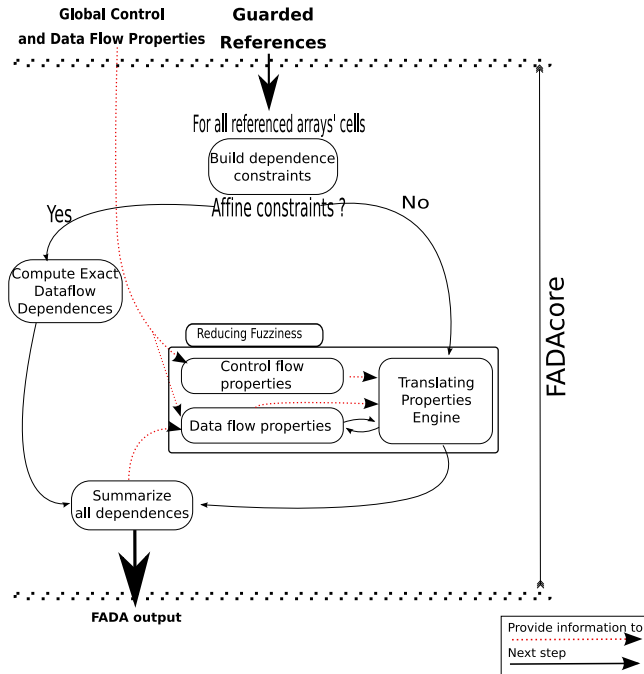 Global Control
and Data Flow Properties
Guarded
References
For all referenced arrays' cells
Build dependence
constraints
Affine constraints ?
Yes
No
Compute Exact
Dataflow
Dependences
Reducing Fuzziness
Control flow
properties
Data flow properties
Translating
Properties
Engine
Summarize
all dependences
FADA output
FADAcore
Provide information to
Next step